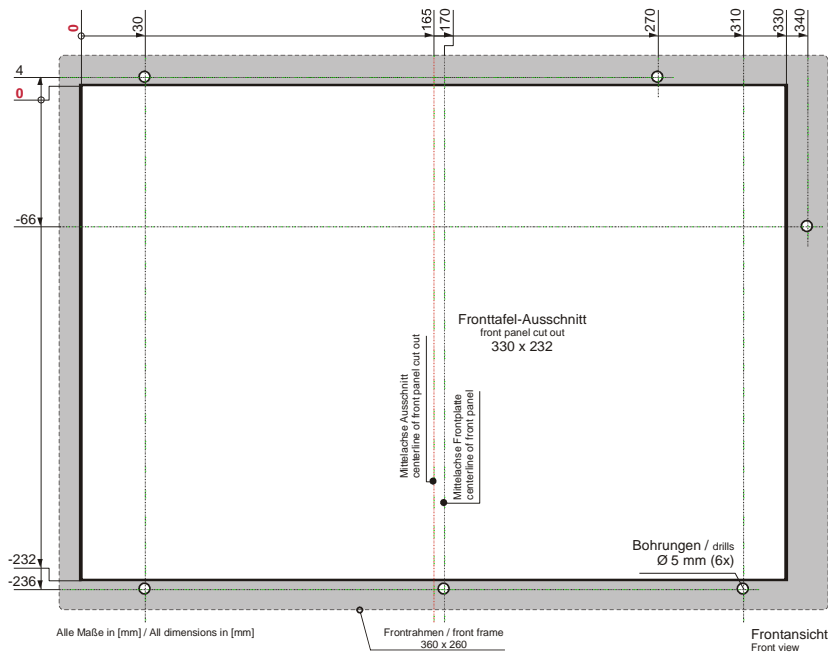 0
30
165
170
270
310
330
340
4
0
-66
Fronttafel-Ausschnitt
front panel cut out
330 x 232
Mittelachse Ausschnitt
centerline of front panel cut out
Mittelachse Frontplatte
centerline of front panel
-232
-236
Bohrungen / drills
Ø 5 mm (6x)
Alle Maße in [mm] / All dimensions in [mm]
Frontrahmen / front frame
360 x 260
Frontansicht
Front view